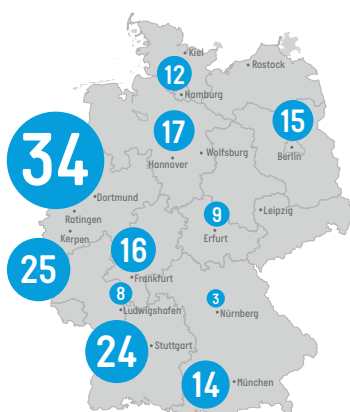 Kiel
Rostock
12
Hamburg
17
15
Wolfsburg
Hannover
Berlin
34
Dortmund
Leipzig
9
Ratingen
Kerpen
Erfurt
16
25
Frankfurt
8
3
Ludwigshafen
Nürnberg
24
Stuttgart
14
München